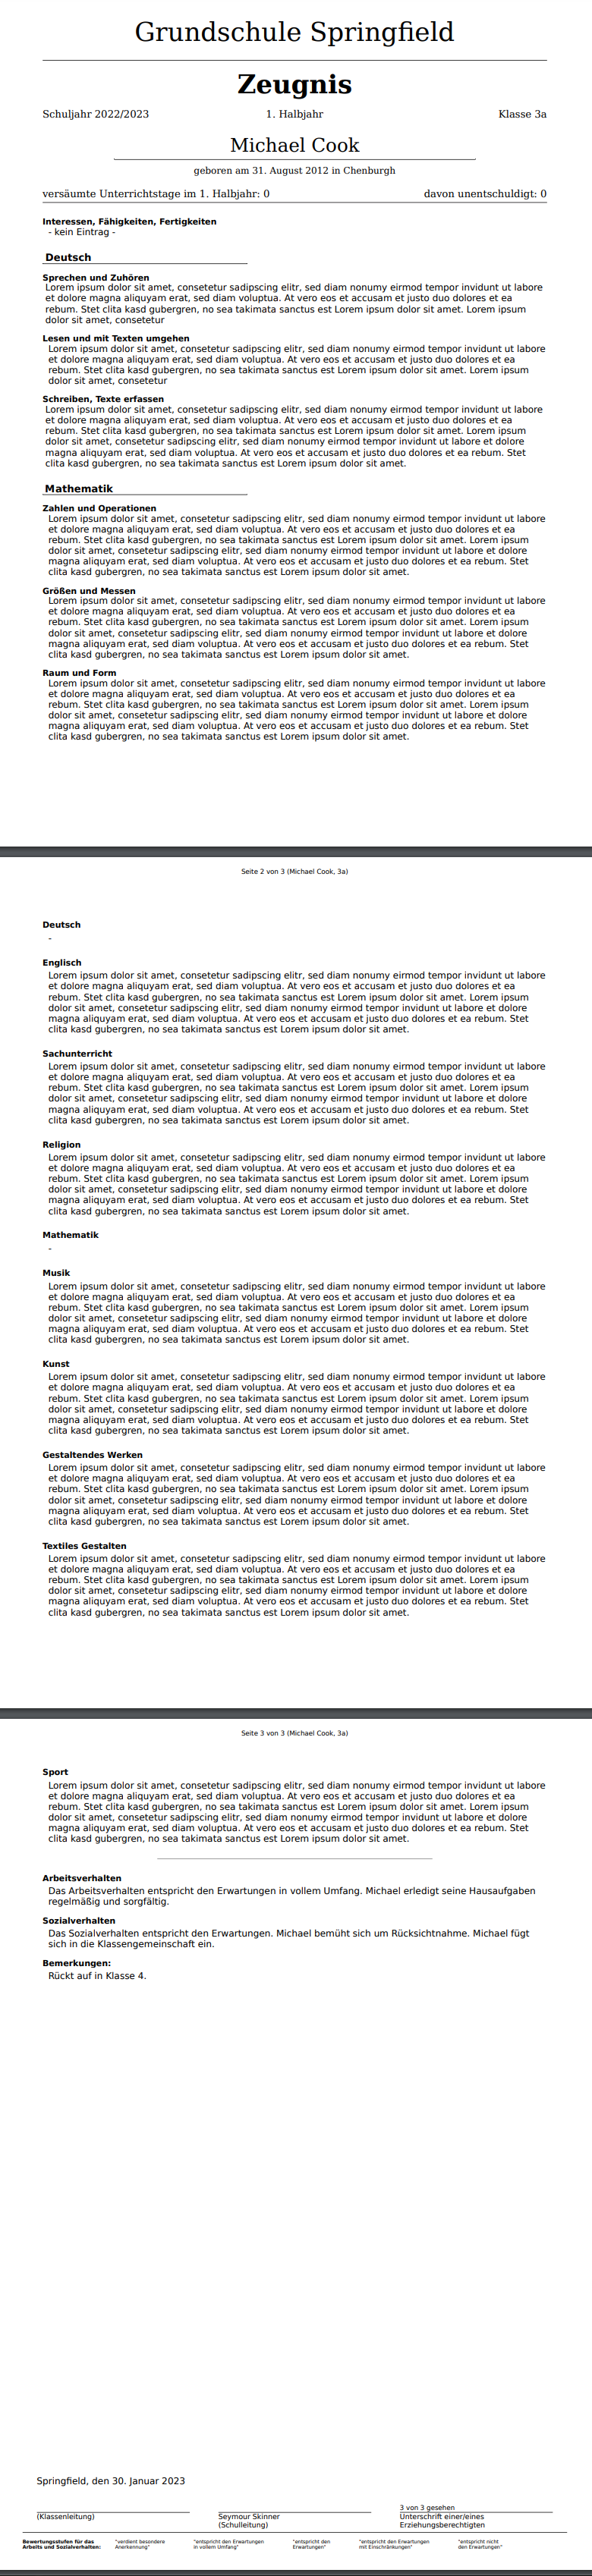 Grundschule Springfield
Zeugnis
Schuljahr 2022/2023 1. Halbjahr Klasse 3a
Michael Cook
geboren am 31. August 2012 in Chenburgh
versäumte Unterrichtstage im 1. Halbjahr: 0 davon unentschuldigt: 0
Interessen, Fähigkeiten, Fertigkeiten
- kein Eintrag -
Deutsch
Sprechen und Zuhören
Lorem ipsum dolor sit amet, consetetur sadipscing elitr, sed diam nonumy eirmod tempor invidunt ut labore
et dolore magna aliquyam erat, sed diam voluptua. At vero eos et accusam et justo duo dolores et ea
rebum. Stet clita kasd gubergren, no sea takimata sanctus est Lorem ipsum dolor sit amet. Lorem ipsum
dolor sit amet, consetetur
Lesen und mit Texten umgehen
Lorem ipsum dolor sit amet, consetetur sadipscing elitr, sed diam nonumy eirmod tempor invidunt ut labore
et dolore magna aliquyam erat, sed diam voluptua. At vero eos et accusam et justo duo dolores et ea
rebum. Stet clita kasd gubergren, no sea takimata sanctus est Lorem ipsum dolor sit amet. Lorem ipsum
dolor sit amet, consetetur
Schreiben, Texte erfassen
Lorem ipsum dolor sit amet, consetetur sadipscing elitr, sed diam nonumy eirmod tempor invidunt ut labore
et dolore magna aliquyam erat, sed diam voluptua. At vero eos et accusam et justo duo dolores et ea
rebum. Stet clita kasd gubergren, no sea takimata sanctus est Lorem ipsum dolor sit amet. Lorem ipsum
dolor sit amet, consetetur sadipscing elitr, sed diam nonumy eirmod tempor invidunt ut labore et dolore
magna aliquyam erat, sed diam voluptua. At vero eos et accusam et justo duo dolores et ea rebum. Stet
clita kasd gubergren, no sea takimata sanctus est Lorem ipsum dolor sit amet.
Mathematik
Zahlen und Operationen
Lorem ipsum dolor sit amet, consetetur sadipscing elitr, sed diam nonumy eirmod tempor invidunt ut labore
et dolore magna aliquyam erat, sed diam voluptua. At vero eos et accusam et justo duo dolores et ea
rebum. Stet clita kasd gubergren, no sea takimata sanctus est Lorem ipsum dolor sit amet. Lorem ipsum
dolor sit amet, consetetur sadipscing elitr, sed diam nonumy eirmod tempor invidunt ut labore et dolore
magna aliquyam erat, sed diam voluptua. At vero eos et accusam et justo duo dolores et ea rebum. Stet
clita kasd gubergren, no sea takimata sanctus est Lorem ipsum dolor sit amet.
Größen und Messen
Lorem ipsum dolor sit amet, consetetur sadipscing elitr, sed diam nonumy eirmod tempor invidunt ut labore
et dolore magna aliquyam erat, sed diam voluptua. At vero eos et accusam et justo duo dolores et ea
rebum. Stet clita kasd gubergren, no sea takimata sanctus est Lorem ipsum dolor sit amet. Lorem ipsum
dolor sit amet, consetetur sadipscing elitr, sed diam nonumy eirmod tempor invidunt ut labore et dolore
magna aliquyam erat, sed diam voluptua. At vero eos et accusam et justo duo dolores et ea rebum. Stet
clita kasd gubergren, no sea takimata sanctus est Lorem ipsum dolor sit amet.
Raum und Form
Lorem ipsum dolor sit amet, consetetur sadipscing elitr, sed diam nonumy eirmod tempor invidunt ut labore
et dolore magna aliquyam erat, sed diam voluptua. At vero eos et accusam et justo duo dolores et ea
rebum. Stet clita kasd gubergren, no sea takimata sanctus est Lorem ipsum dolor sit amet. Lorem ipsum
dolor sit amet, consetetur sadipscing elitr, sed diam nonumy eirmod tempor invidunt ut labore et dolore
magna aliquyam erat, sed diam voluptua. At vero eos et accusam et justo duo dolores et ea rebum. Stet
clita kasd gubergren, no sea takimata sanctus est Lorem ipsum dolor sit amet.
Seite 2 von 3 (Michael Cook, 3a)
Deutsch
-
Englisch
Lorem ipsum dolor sit amet, consetetur sadipscing elitr, sed diam nonumy eirmod tempor invidunt ut labore
et dolore magna aliquyam erat, sed diam voluptua. At vero eos et accusam et justo duo dolores et ea
rebum. Stet clita kasd gubergren, no sea takimata sanctus est Lorem ipsum dolor sit amet. Lorem ipsum
dolor sit amet, consetetur sadipscing elitr, sed diam nonumy eirmod tempor invidunt ut labore et dolore
magna aliquyam erat, sed diam voluptua. At vero eos et accusam et justo duo dolores et ea rebum. Stet
clita kasd gubergren, no sea takimata sanctus est Lorem ipsum dolor sit amet.
Sachunterricht
Lorem ipsum dolor sit amet, consetetur sadipscing elitr, sed diam nonumy eirmod tempor invidunt ut labore
et dolore magna aliquyam erat, sed diam voluptua. At vero eos et accusam et justo duo dolores et ea
rebum. Stet clita kasd gubergren, no sea takimata sanctus est Lorem ipsum dolor sit amet. Lorem ipsum
dolor sit amet, consetetur sadipscing elitr, sed diam nonumy eirmod tempor invidunt ut labore et dolore
magna aliquyam erat, sed diam voluptua. At vero eos et accusam et justo duo dolores et ea rebum. Stet
clita kasd gubergren, no sea takimata sanctus est Lorem ipsum dolor sit amet.
Religion
Lorem ipsum dolor sit amet, consetetur sadipscing elitr, sed diam nonumy eirmod tempor invidunt ut labore
et dolore magna aliquyam erat, sed diam voluptua. At vero eos et accusam et justo duo dolores et ea
rebum. Stet clita kasd gubergren, no sea takimata sanctus est Lorem ipsum dolor sit amet. Lorem ipsum
dolor sit amet, consetetur sadipscing elitr, sed diam nonumy eirmod tempor invidunt ut labore et dolore
magna aliquyam erat, sed diam voluptua. At vero eos et accusam et justo duo dolores et ea rebum. Stet
clita kasd gubergren, no sea takimata sanctus est Lorem ipsum dolor sit amet.
Mathematik
-
Musik
Lorem ipsum dolor sit amet, consetetur sadipscing elitr, sed diam nonumy eirmod tempor invidunt ut labore
et dolore magna aliquyam erat, sed diam voluptua. At vero eos et accusam et justo duo dolores et ea
rebum. Stet clita kasd gubergren, no sea takimata sanctus est Lorem ipsum dolor sit amet. Lorem ipsum
dolor sit amet, consetetur sadipscing elitr, sed diam nonumy eirmod tempor invidunt ut labore et dolore
magna aliquyam erat, sed diam voluptua. At vero eos et accusam et justo duo dolores et ea rebum. Stet
clita kasd gubergren, no sea takimata sanctus est Lorem ipsum dolor sit amet.
Kunst
Lorem ipsum dolor sit amet, consetetur sadipscing elitr, sed diam nonumy eirmod tempor invidunt ut labore
et dolore magna aliquyam erat, sed diam voluptua. At vero eos et accusam et justo duo dolores et ea
rebum. Stet clita kasd gubergren, no sea takimata sanctus est Lorem ipsum dolor sit amet. Lorem ipsum
dolor sit amet, consetetur sadipscing elitr, sed diam nonumy eirmod tempor invidunt ut labore et dolore
magna aliquyam erat, sed diam voluptua. At vero eos et accusam et justo duo dolores et ea rebum. Stet
clita kasd gubergren, no sea takimata sanctus est Lorem ipsum dolor sit amet.
Gestaltendes Werken
Lorem ipsum dolor sit amet, consetetur sadipscing elitr, sed diam nonumy eirmod tempor invidunt ut labore
et dolore magna aliquyam erat, sed diam voluptua. At vero eos et accusam et justo duo dolores et ea
rebum. Stet clita kasd gubergren, no sea takimata sanctus est Lorem ipsum dolor sit amet. Lorem ipsum
dolor sit amet, consetetur sadipscing elitr, sed diam nonumy eirmod tempor invidunt ut labore et dolore
magna aliquyam erat, sed diam voluptua. At vero eos et accusam et justo duo dolores et ea rebum. Stet
clita kasd gubergren, no sea takimata sanctus est Lorem ipsum dolor sit amet.
Textiles Gestalten
Lorem ipsum dolor sit amet, consetetur sadipscing elitr, sed diam nonumy eirmod tempor invidunt ut labore
et dolore magna aliquyam erat, sed diam voluptua. At vero eos et accusam et justo duo dolores et ea
rebum. Stet clita kasd gubergren, no sea takimata sanctus est Lorem ipsum dolor sit amet. Lorem ipsum
dolor sit amet, consetetur sadipscing elitr, sed diam nonumy eirmod tempor invidunt ut labore et dolore
magna aliquyam erat, sed diam voluptua. At vero eos et accusam et justo duo dolores et ea rebum. Stet
clita kasd gubergren, no sea takimata sanctus est Lorem ipsum dolor sit amet.
Seite 3 von 3 (Michael Cook, 3a)
Sport
Lorem ipsum dolor sit amet, consetetur sadipscing elitr, sed diam nonumy eirmod tempor invidunt ut labore
et dolore magna aliquyam erat, sed diam voluptua. At vero eos et accusam et justo duo dolores et ea
rebum. Stet clita kasd gubergren, no sea takimata sanctus est Lorem ipsum dolor sit amet. Lorem ipsum
dolor sit amet, consetetur sadipscing elitr, sed diam nonumy eirmod tempor invidunt ut labore et dolore
magna aliquyam erat, sed diam voluptua. At vero eos et accusam et justo duo dolores et ea rebum. Stet
clita kasd gubergren, no sea takimata sanctus est Lorem ipsum dolor sit amet.
Arbeitsverhalten
Das Arbeitsverhalten entspricht den Erwartungen in vollem Umfang. Michael erledigt seine Hausaufgaben
regelmäßig und sorgfältig.
Sozialverhalten
Das Sozialverhalten entspricht den Erwartungen. Michael bemüht sich um Rücksichtnahme. Michael fügt
sich in die Klassengemeinschaft ein.
Bemerkungen:
Rückt auf in Klasse 4.
Springfield, den 30. Januar 2023
3 von 3 gesehen
(Klassenleitung) Seymour Skinner Unterschrift einer/eines
(Schulleitung) Erziehungsberechtigten
Bewertungsstufen für das "verdient besondere "entspricht den Erwartungen "entspricht den "entspricht den Erwartungen "entspricht nicht
Arbeits und Sozialverhalten: Anerkennung" in vollem Umfang" Erwartungen" mit Einschränkungen" den Erwartungen"